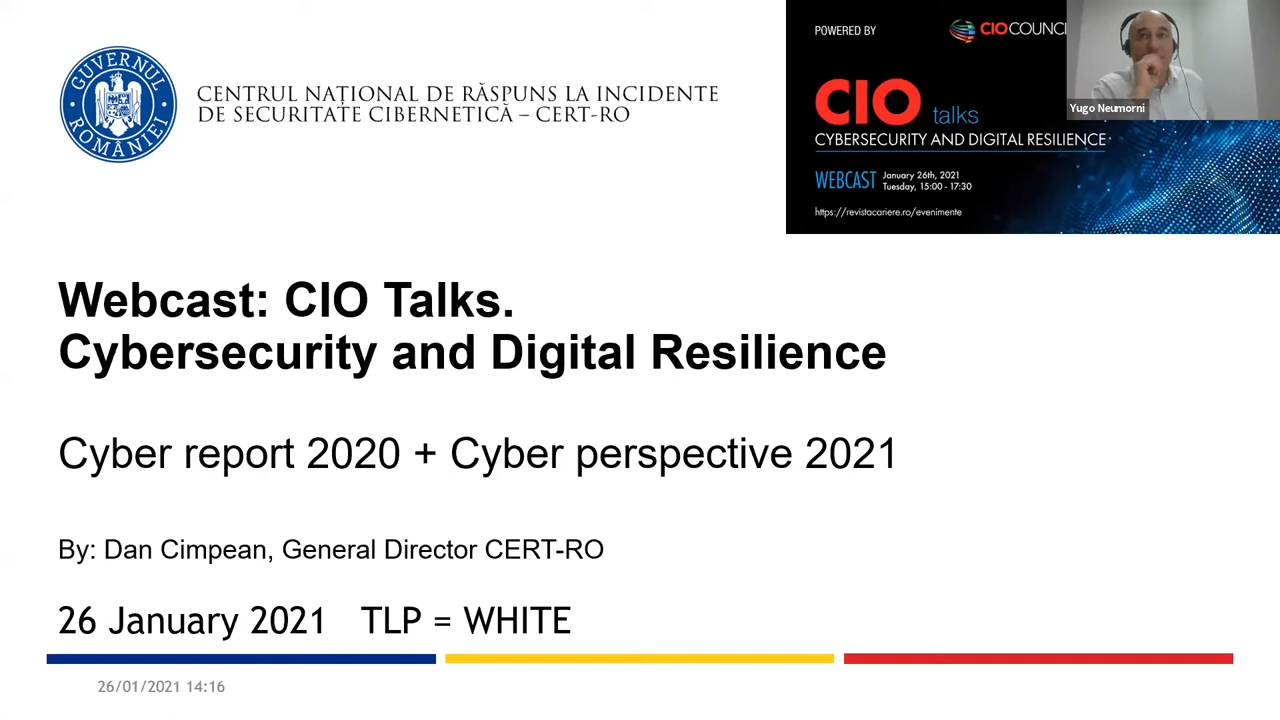 GUVERNUL ROMÂNIEI
CENTRUL NAȚIONAL DE RĂSPUNS LA INCIDENTE
DE SECURITATE CIBERNETICĂ – CERT-RO
POWERED BY
CIO COUNCI
CIO talks
CYBERSECURITY AND DIGITAL RESILIENCE
WEBCAST
January 26th, 2021
Tuesday, 15:00 - 17:30
https://revistacariere.ro/evenimente
Yugo Neumorni
Webcast: CIO Talks.
Cybersecurity and Digital Resilience
Cyber report 2020 + Cyber perspective 2021
By: Dan Cimpean, General Director CERT-RO
26 January 2021 TLP = WHITE
26/01/2021 14:16